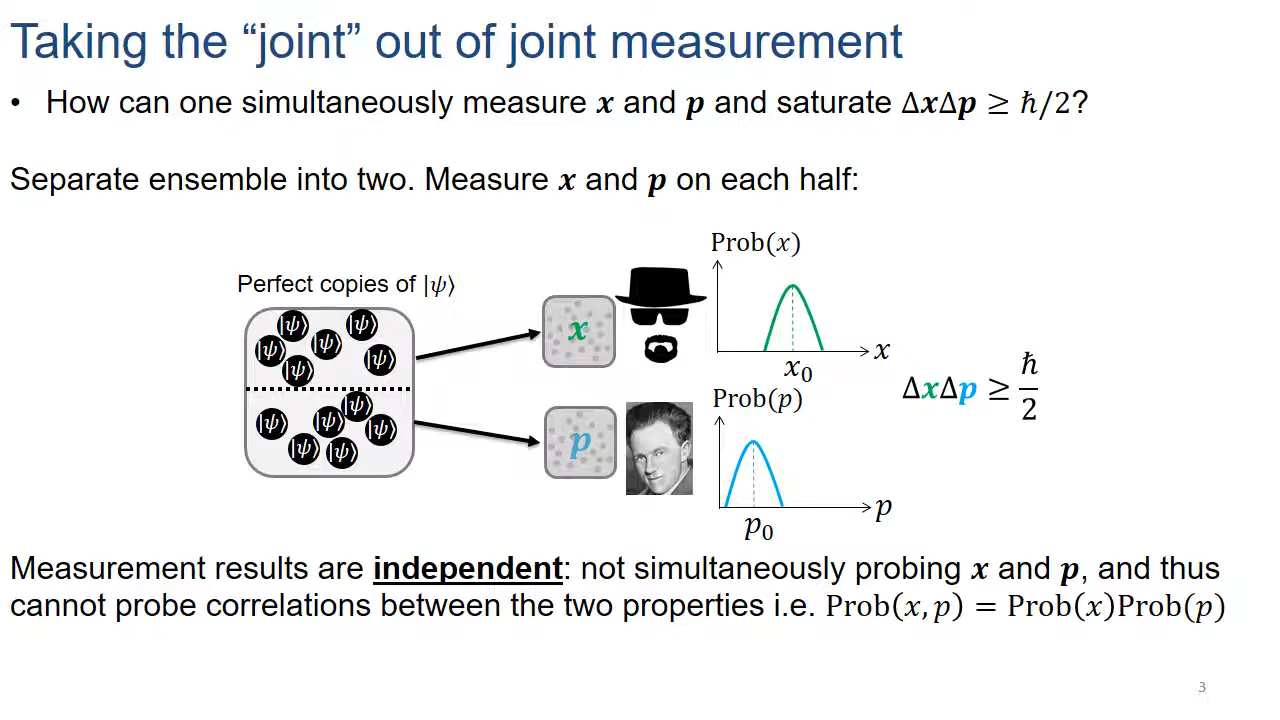 Taking the “joint” out of joint measurement
• How can one simultaneously measure x and p and saturate ΔxΔp ≥ ħ/2?
Separate ensemble into two. Measure x and p on each half:
Perfect copies of |ψ⟩
|ψ⟩ |ψ⟩ |ψ⟩ |ψ⟩ |ψ⟩ |ψ⟩
|ψ⟩ |ψ⟩ |ψ⟩ |ψ⟩ |ψ⟩ |ψ⟩
x
p
Prob(x)
x
x₀
Prob(p)
p
p₀
ΔxΔp ≥ ħ/2
Measurement results are independent: not simultaneously probing x and p, and thus
cannot probe correlations between the two properties i.e. Prob(x, p) = Prob(x)Prob(p)
3